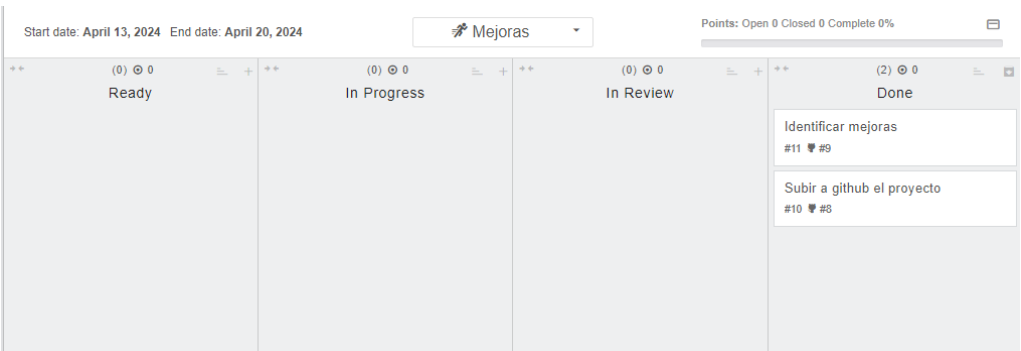 Start date: April 13, 2024 End date: April 20, 2024
Mejoras
Points: Open 0 Closed 0 Complete 0%
(0) 0
Ready
(0) 0
In Progress
(0) 0
In Review
(2) 0
Done
Identificar mejoras
#11 #9
Subir a github el proyecto
#10 #8